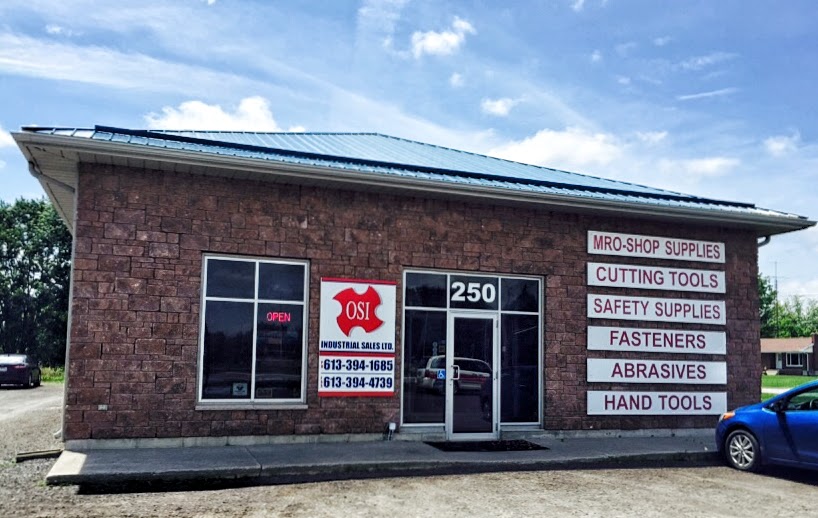 OPEN
OSI
INDUSTRIAL SALES LTD.
613-394-1685
613-394-4739
250
MRO-SHOP SUPPLIES
CUTTING TOOLS
SAFETY SUPPLIES
FASTENERS
ABRASIVES
HAND TOOLS